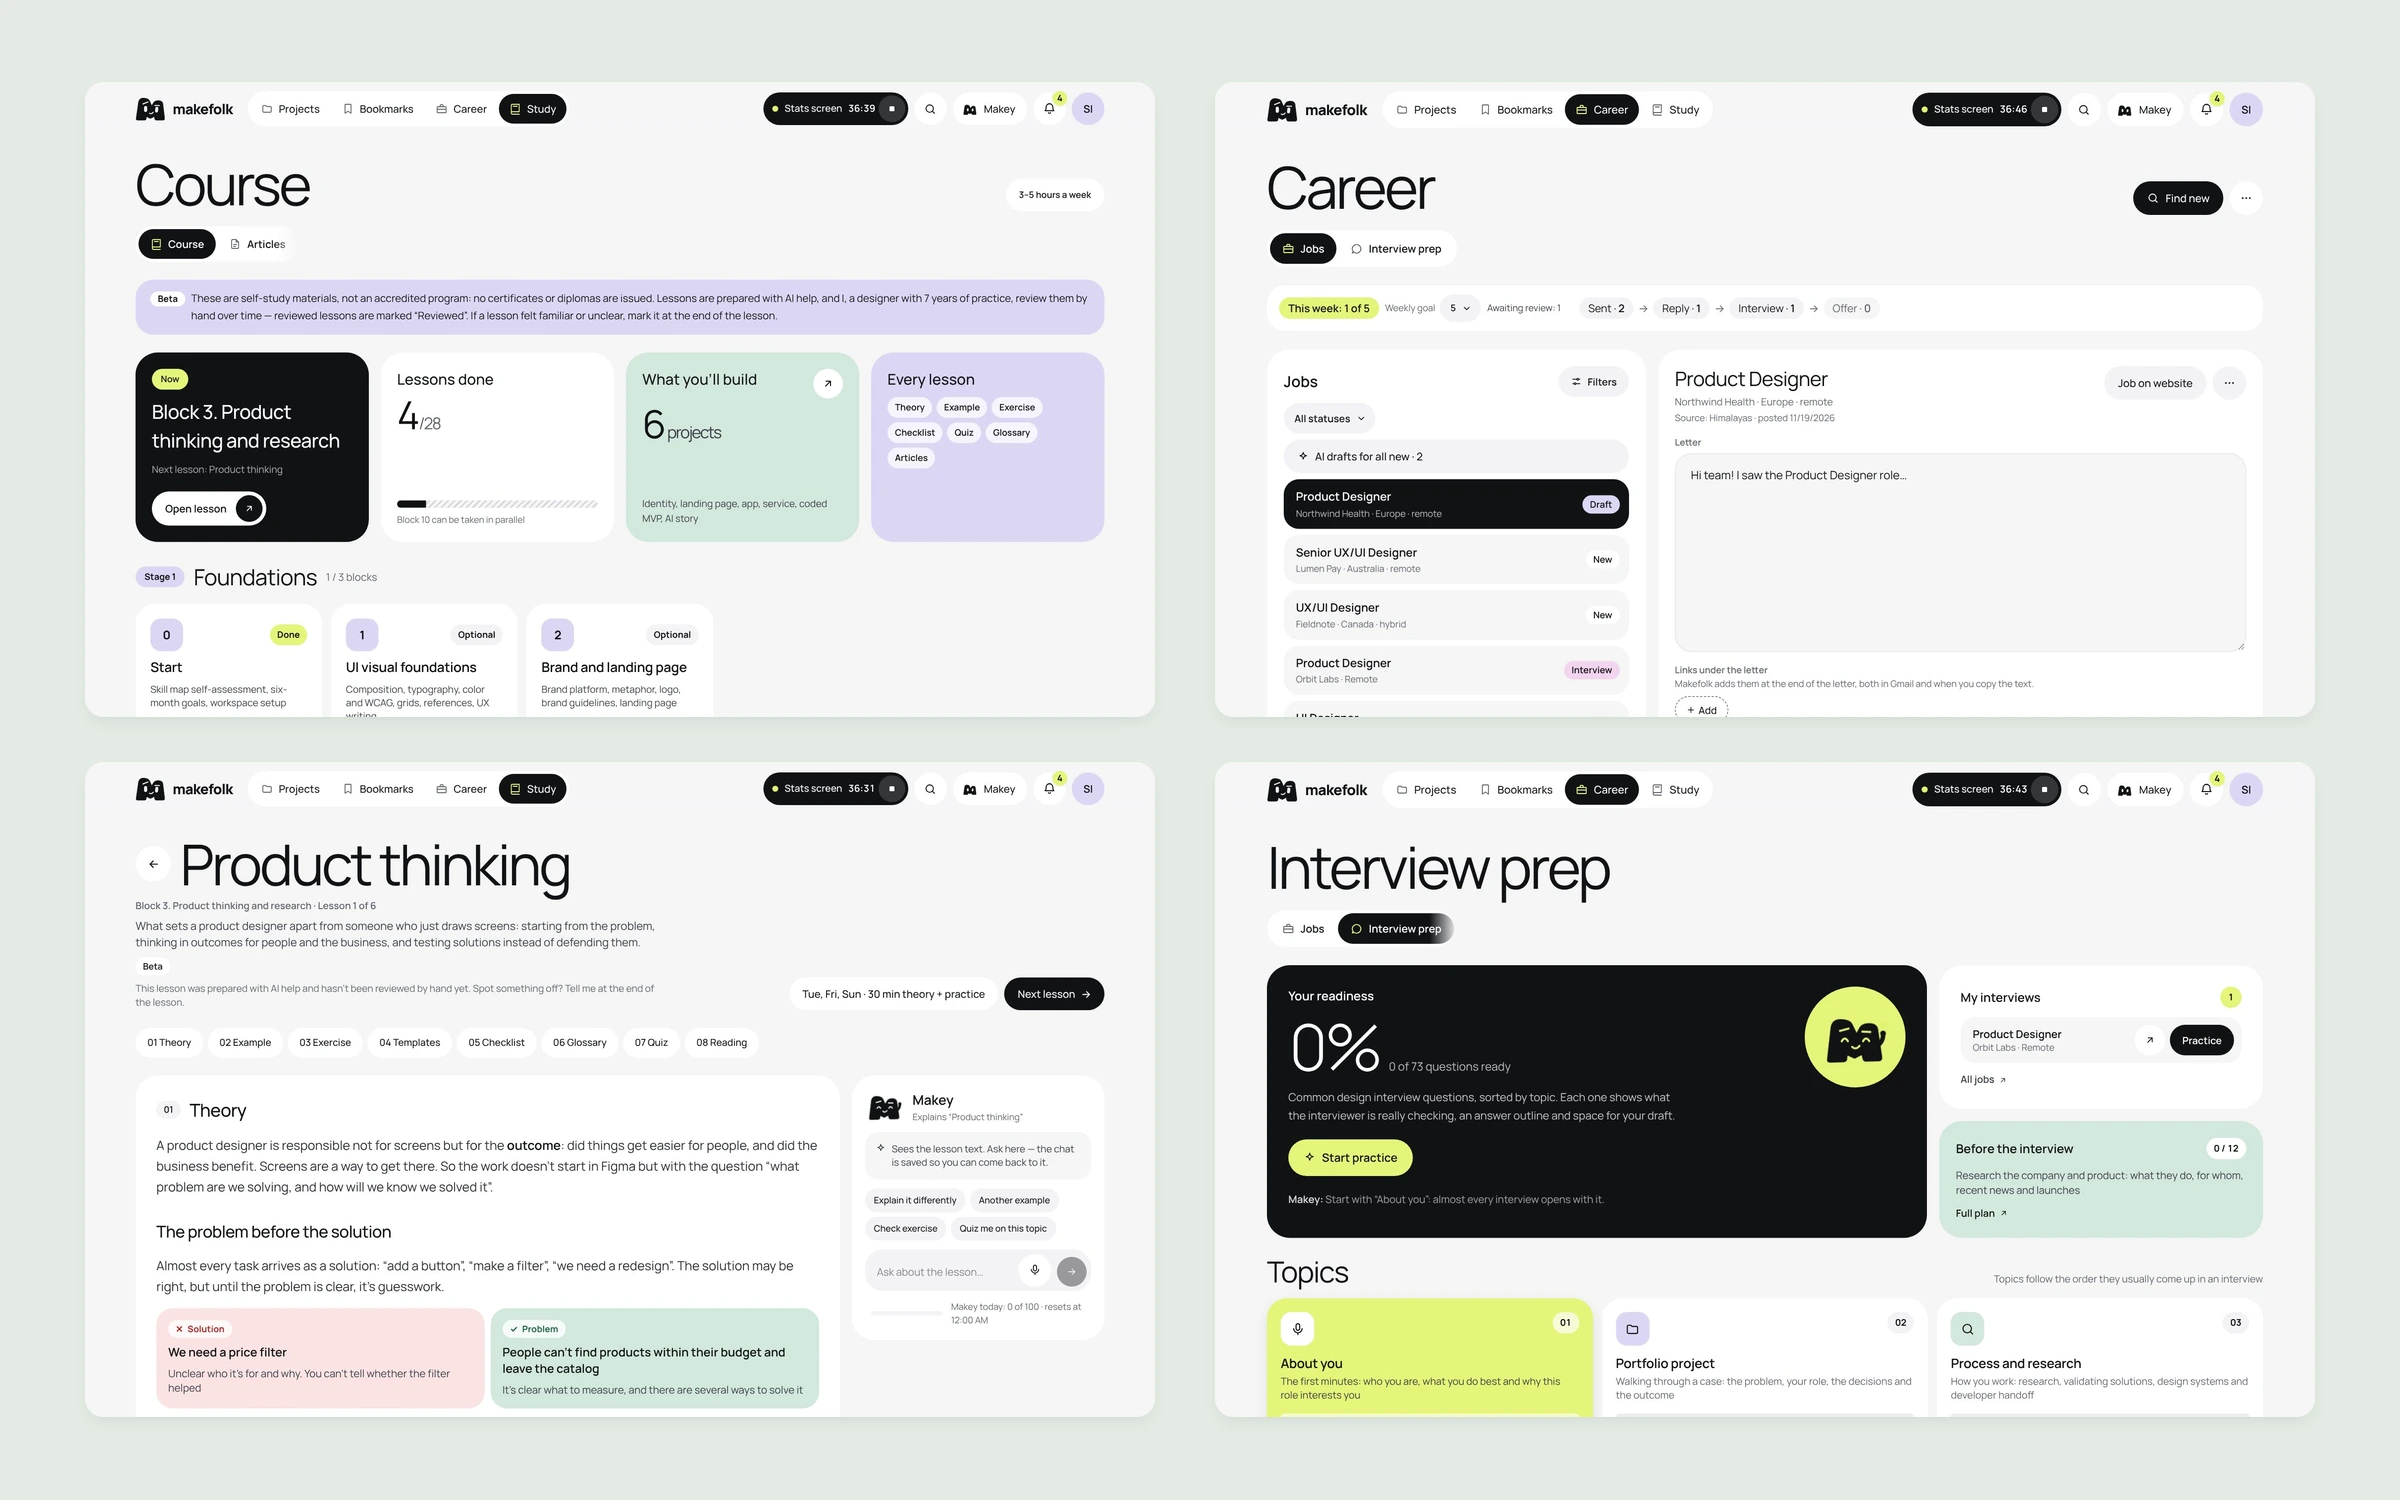 makefolk
Projects
Bookmarks
Career
Study
Stats screen 36:39
Makey
4
SI
Course
3–5 hours a week
Course
Articles
Beta
These are self-study materials, not an accredited program: no certificates or diplomas are issued. Lessons are prepared with AI help, and I, a designer with 7 years of practice, review them by
hand over time — reviewed lessons are marked “Reviewed”. If a lesson felt familiar or unclear, mark it at the end of the lesson.
Now
Block 3. Product
thinking and research
Next lesson: Product thinking
Open lesson
Lessons done
4/28
Block 10 can be taken in parallel
What you’ll build
6 projects
Identity, landing page, app, service, coded
MVP, AI story
Every lesson
Theory
Example
Exercise
Checklist
Quiz
Glossary
Articles
Stage 1
Foundations
1 / 3 blocks
0
Done
Start
Skill map self-assessment, six-
month goals, workspace setup
1
Optional
UI visual foundations
Composition, typography, color
and WCAG, grids, references, UX
writing
2
Optional
Brand and landing page
Brand platform, metaphor, logo,
brand guidelines, landing page
makefolk
Projects
Bookmarks
Career
Study
Stats screen 36:46
Makey
4
SI
Career
Find new
Jobs
Interview prep
This week: 1 of 5
Weekly goal
5
Awaiting review: 1
Sent · 2
→
Reply · 1
→
Interview · 1
→
Offer · 0
Jobs
Filters
All statuses
AI drafts for all new · 2
Product Designer
Northwind Health · Europe · remote
Draft
Senior UX/UI Designer
Lumen Pay · Australia · remote
New
UX/UI Designer
Fieldnote · Canada · hybrid
New
Product Designer
Orbit Labs · Remote
Interview
UI Designer
Product Designer
Northwind Health · Europe · remote
Source: Himalayas · posted 11/19/2026
Job on website
Letter
Hi team! I saw the Product Designer role…
Links under the letter
Makefolk adds them at the end of the letter, both in Gmail and when you copy the text.
+ Add
makefolk
Projects
Bookmarks
Career
Study
Stats screen 36:31
Makey
4
SI
Product thinking
Block 3. Product thinking and research · Lesson 1 of 6
What sets a product designer apart from someone who just draws screens: starting from the problem,
thinking in outcomes for people and the business, and testing solutions instead of defending them.
Beta
This lesson was prepared with AI help and hasn’t been reviewed by hand yet. Spot something off? Tell me at the end of
the lesson.
Tue, Fri, Sun · 30 min theory + practice
Next lesson →
01 Theory
02 Example
03 Exercise
04 Templates
05 Checklist
06 Glossary
07 Quiz
08 Reading
01
Theory
A product designer is responsible not for screens but for the outcome: did things get easier for people, and did the
business benefit. Screens are a way to get there. So the work doesn’t start in Figma but with the question “what
problem are we solving, and how will we know we solved it”.
The problem before the solution
Almost every task arrives as a solution: “add a button”, “make a filter”, “we need a redesign”. The solution may be
right, but until the problem is clear, it’s guesswork.
Solution
We need a price filter
Unclear who it’s for and why. You can’t tell whether the filter
helped
Problem
People can’t find products within their budget and
leave the catalog
It’s clear what to measure, and there are several ways to solve it
Makey
Explains “Product thinking”
Sees the lesson text. Ask here — the chat
is saved so you can come back to it.
Explain it differently
Another example
Check exercise
Quiz me on this topic
Ask about the lesson…
Makey today: 0 of 100 · resets at
12:00 AM
makefolk
Projects
Bookmarks
Career
Study
Stats screen 36:43
Makey
4
SI
Interview prep
Jobs
Interview prep
Your readiness
0%
0 of 73 questions ready
Common design interview questions, sorted by topic. Each one shows what
the interviewer is really checking, an answer outline and space for your draft.
Start practice
Makey: Start with “About you”: almost every interview opens with it.
My interviews
1
Product Designer
Orbit Labs · Remote
Practice
All jobs
Before the interview
0 / 12
Research the company and product: what they do, for whom,
recent news and launches
Full plan
Topics
Topics follow the order they usually come up in an interview
01
About you
The first minutes: who you are, what you do best and why this
role interests you
02
Portfolio project
Walking through a case: the problem, your role, the decisions and
the outcome
03
Process and research
How you work: research, validating solutions, design systems and
developer handoff